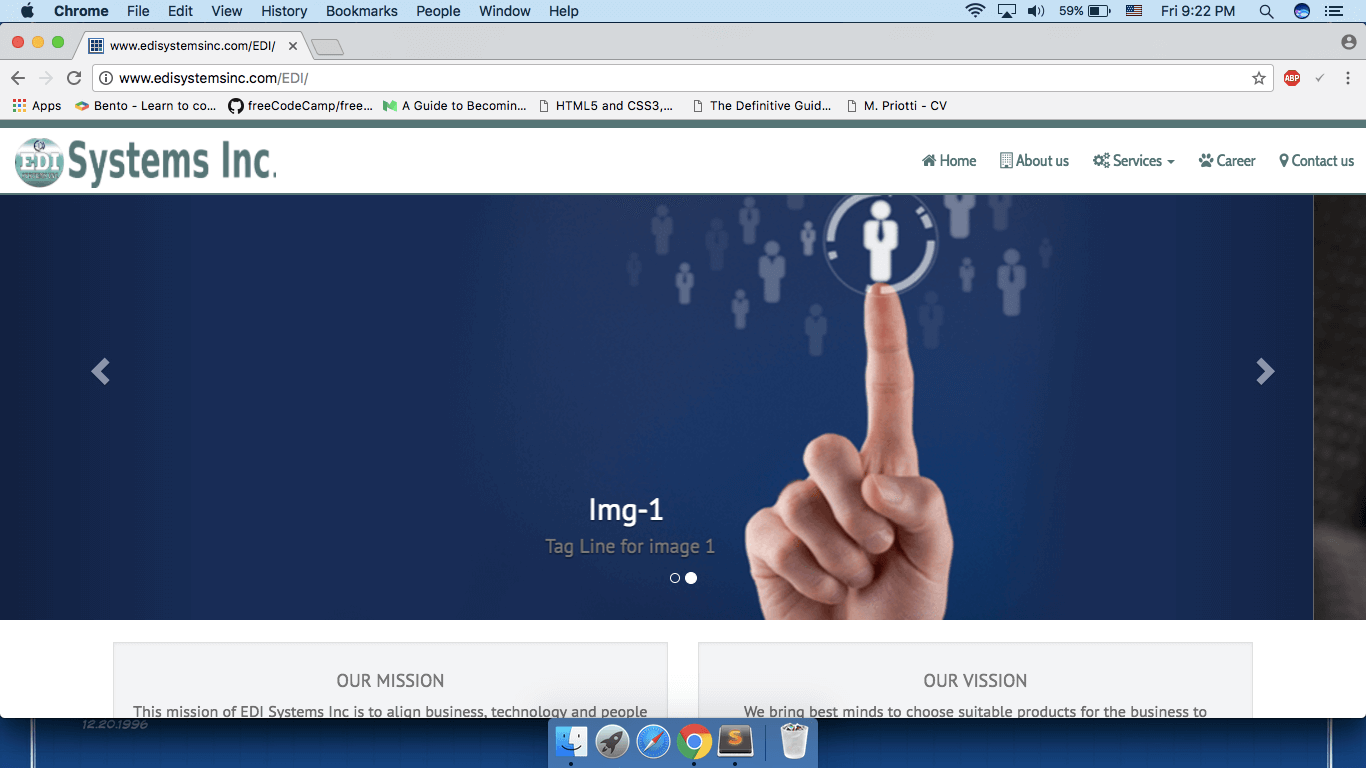 Chrome File Edit View History Bookmarks People Window Help 59% Fri 9:22 PM
www.edisystemsinc.com/EDI/
www.edisystemsinc.com/EDI/ ABP
Apps Bento - Learn to co... freeCodeCamp/free... A Guide to Becomin... HTML5 and CSS3,... The Definitive Guid... M. Priotti - CV
EDI Systems Inc.
Home About us Services Career Contact us
Img-1
Tag Line for image 1
OUR MISSION
This mission of EDI Systems Inc is to align business, technology and people
OUR VISSION
We bring best minds to choose suitable products for the business to
12.20.1996